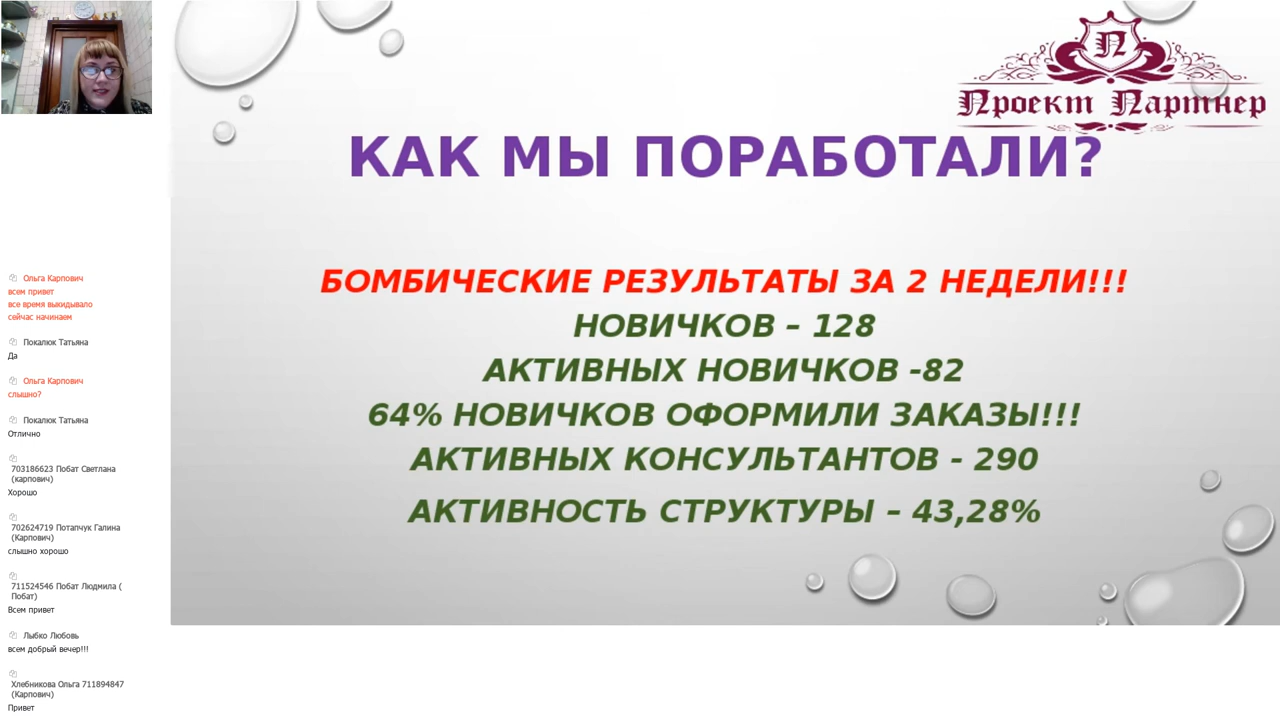 П
Проект Партнер
КАК МЫ ПОРАБОТАЛИ?
БОМБИЧЕСКИЕ РЕЗУЛЬТАТЫ ЗА 2 НЕДЕЛИ!!!
НОВИЧКОВ – 128
АКТИВНЫХ НОВИЧКОВ -82
64% НОВИЧКОВ ОФОРМИЛИ ЗАКАЗЫ!!!
АКТИВНЫХ КОНСУЛЬТАНТОВ - 290
АКТИВНОСТЬ СТРУКТУРЫ – 43,28%
Ольга Карпович
всем привет
все время выкидывало
сейчас начинаем
Покалюк Татьяна
Да
Ольга Карпович
слышно?
Покалюк Татьяна
Отлично
703186623 Побат Светлана
(карпович)
Хорошо
702624719 Потапчук Галина
(Карпович)
слышно хорошо
711524546 Побат Людмила (
Побат)
Всем привет
Лыбко Любовь
всем добрый вечер!!!
Хлебникова Ольга 711894847
(Карпович)
Привет